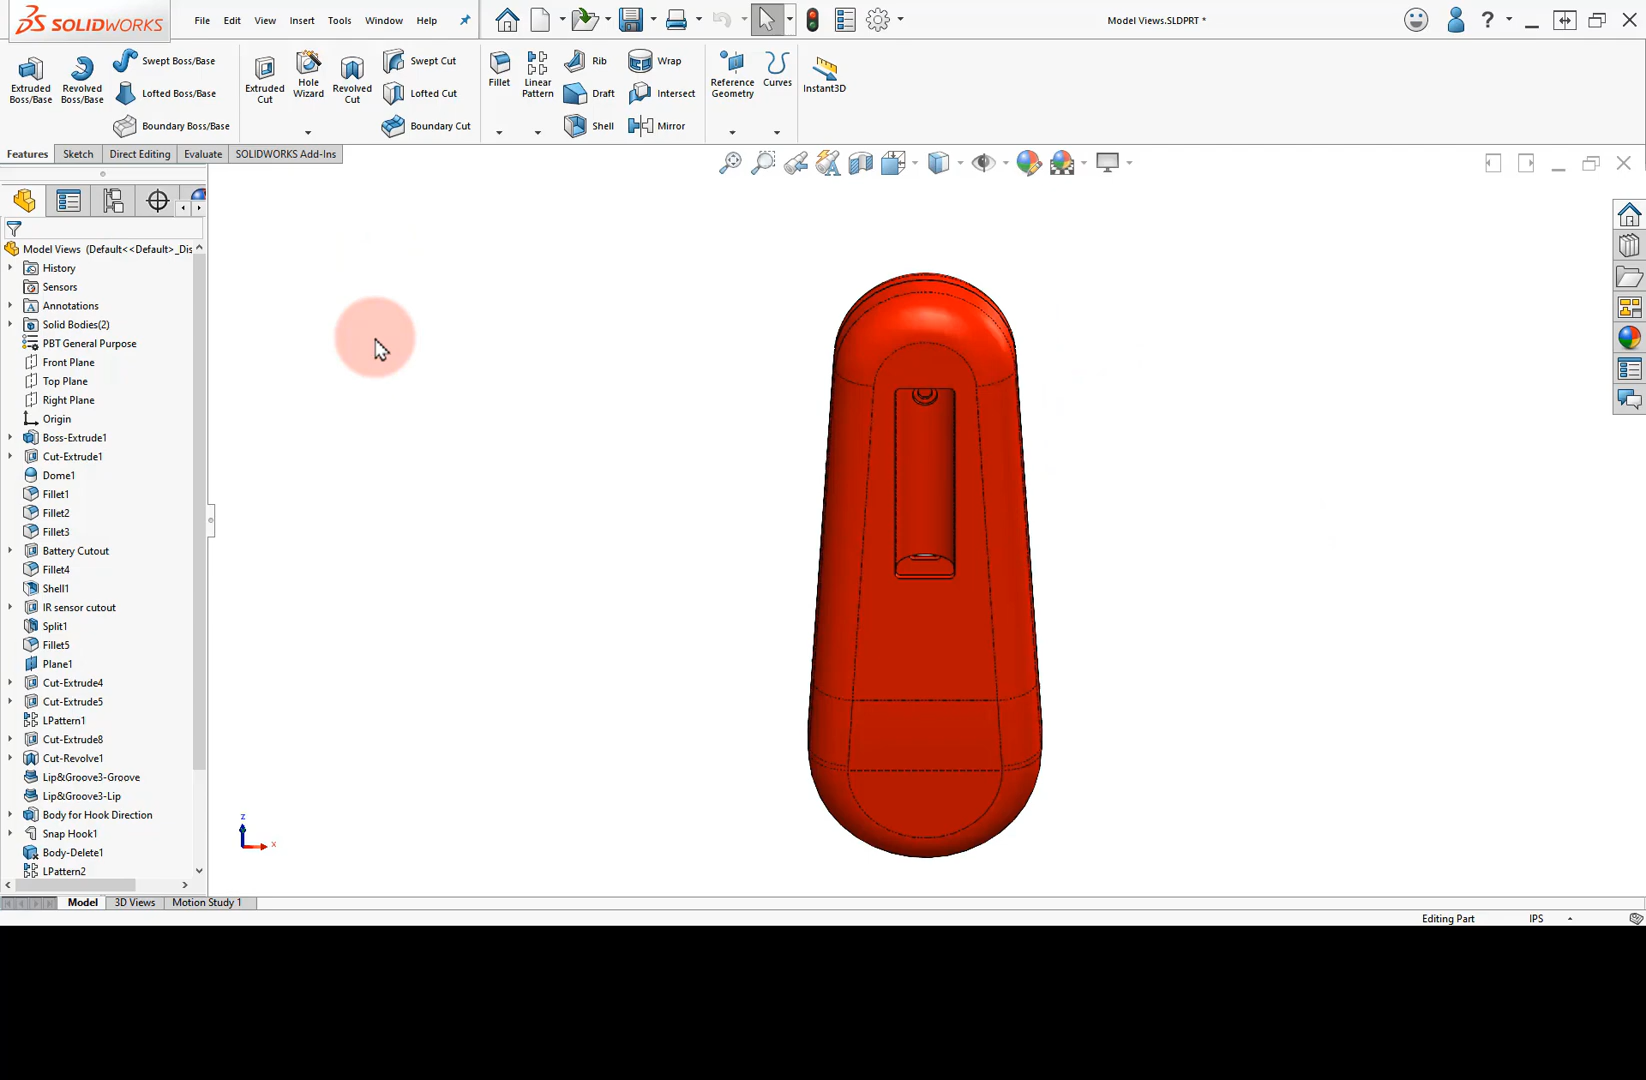 SOLIDWORKS File Edit View Insert Tools Window Help Model Views.SLDPRT * ?
Extruded Boss/Base
Revolved Boss/Base
Swept Boss/Base
Lofted Boss/Base
Boundary Boss/Base
Extruded Cut
Hole Wizard
Revolved Cut
Swept Cut
Lofted Cut
Boundary Cut
Fillet
Linear Pattern
Rib
Draft
Shell
Wrap
Intersect
Mirror
Reference Geometry
Curves
Instant3D
Features Sketch Direct Editing Evaluate SOLIDWORKS Add-Ins
Model Views (Default<<Default>_Dis
History
Sensors
Annotations
Solid Bodies(2)
PBT General Purpose
Front Plane
Top Plane
Right Plane
Origin
Boss-Extrude1
Cut-Extrude1
Dome1
Fillet1
Fillet2
Fillet3
Battery Cutout
Fillet4
Shell1
IR sensor cutout
Split1
Fillet5
Plane1
Cut-Extrude4
Cut-Extrude5
LPattern1
Cut-Extrude8
Cut-Revolve1
Lip&Groove3-Groove
Lip&Groove3-Lip
Body for Hook Direction
Snap Hook1
Body-Delete1
LPattern2
z
x
Model 3D Views Motion Study 1
Editing Part IPS